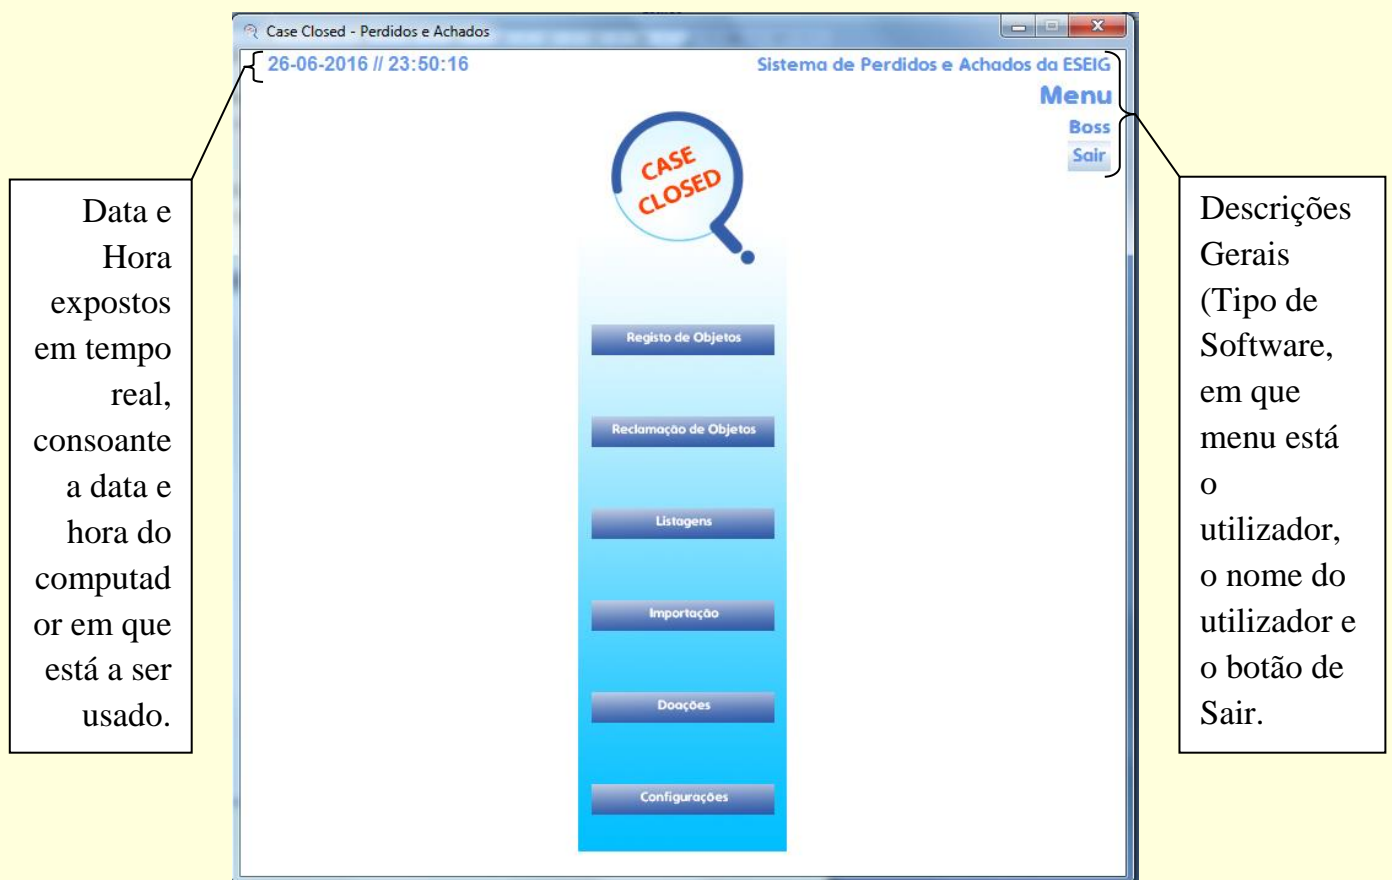 Case Closed - Perdidos e Achados
26-06-2016 // 23:50:16
Sistema de Perdidos e Achados da ESEIG
Menu
Boss
Sair
CASE
CLOSED
Data e
Hora
expostos
em tempo
real,
consoante
a data e
hora do
computad
or em que
está a ser
usado.
Registo de Objetos
Reclamação de Objetos
Listagens
Importação
Doações
Configurações
Descrições
Gerais
(Tipo de
Software,
em que
menu está
o
utilizador,
o nome do
utilizador e
o botão de
Sair.